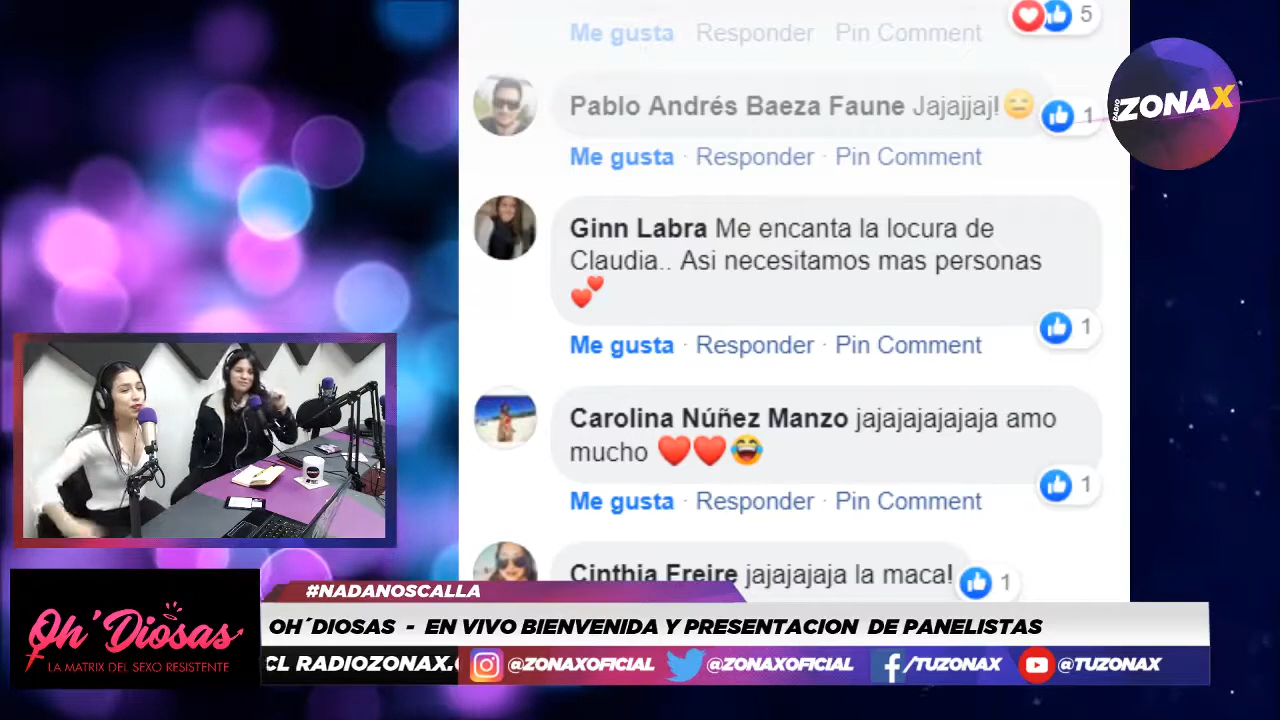 Me gusta Responder Pin Comment
5
Pablo Andrés Baeza Faune Jajajjaj!😑
1
Me gusta · Responder · Pin Comment
RADIO ZONAX
Ginn Labra Me encanta la locura de
Claudia.. Asi necesitamos mas personas
💕
1
Me gusta · Responder · Pin Comment
Carolina Núñez Manzo jajajajajajaja amo
mucho ❤️❤️😂
1
Me gusta · Responder · Pin Comment
Cinthia Freire jajajajaja la maca!
1
#NADANOSCALLA
OH´DIOSAS - EN VIVO BIENVENIDA Y PRESENTACION DE PANELISTAS
Oh´Diosas
LA MATRIX DEL SEXO RESISTENTE
CL RADIOZONAX.C @ZONAXOFICIAL @ZONAXOFICIAL /TUZONAX @TUZONAX